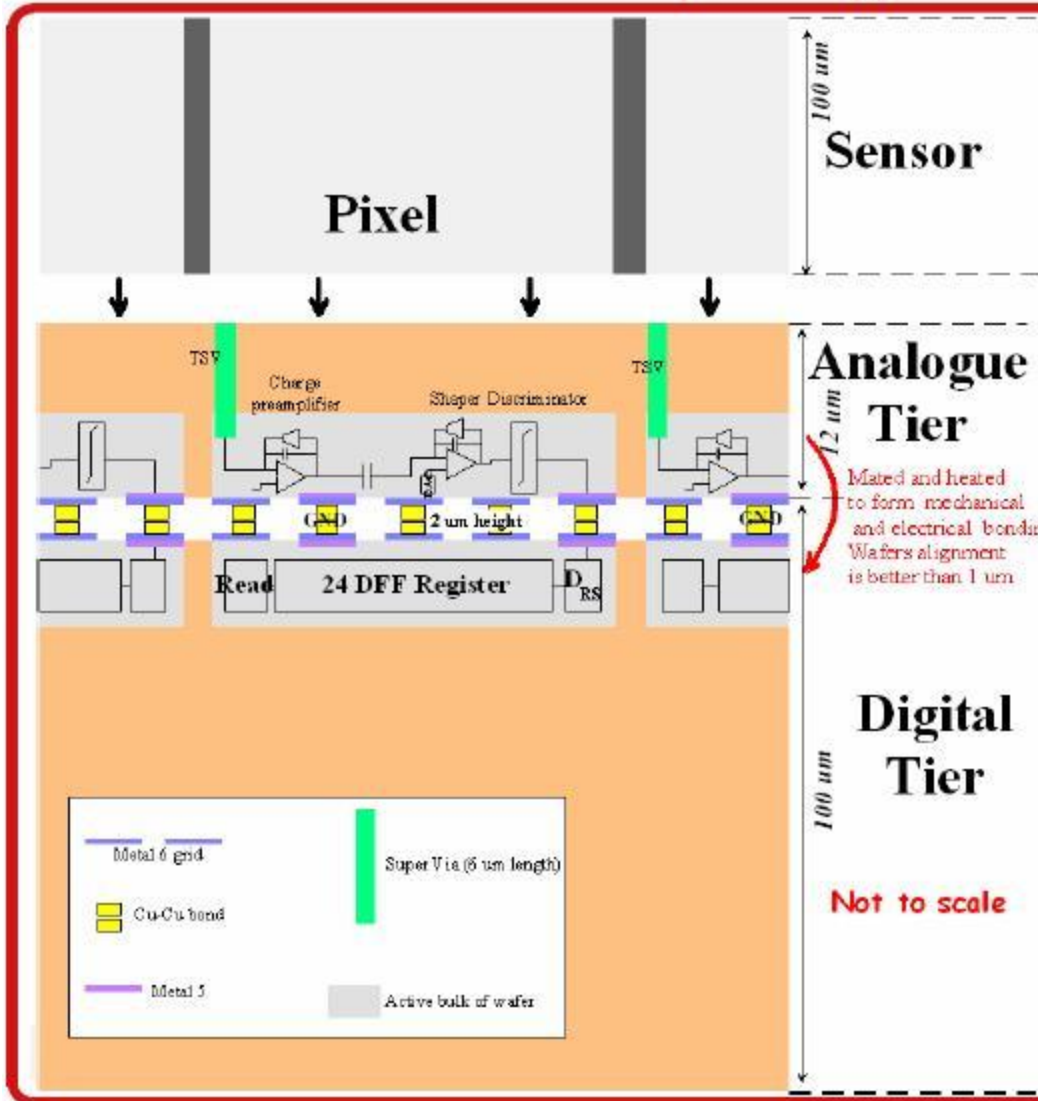 100 um
Sensor
Pixel
TSV
Charge
preamplifier
Shaper Discriminator
TSV
Analogue
Tier
12 um
DAC
Mated and heated
to form mechanical
and electrical bondi
Wafers alignment
is better than 1 um
GND
2 um height
GND
Read
24 DFF Register
D RS
Digital
Tier
100 um
Metal 6 grid
Super Via (6 um length)
Cu-Cu bond
Metal 5
Active bulk of wafer
Not to scale